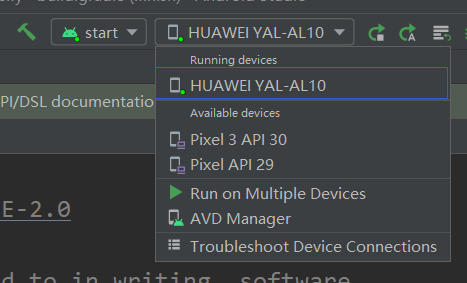 start
HUAWEI YAL-AL10
Running devices
HUAWEI YAL-AL10
PI/DSL documentation
Available devices
Pixel 3 API 30
Pixel API 29
Run on Multiple Devices
AVD Manager
E-2.0
Troubleshoot Device Connections
d to in writing, software